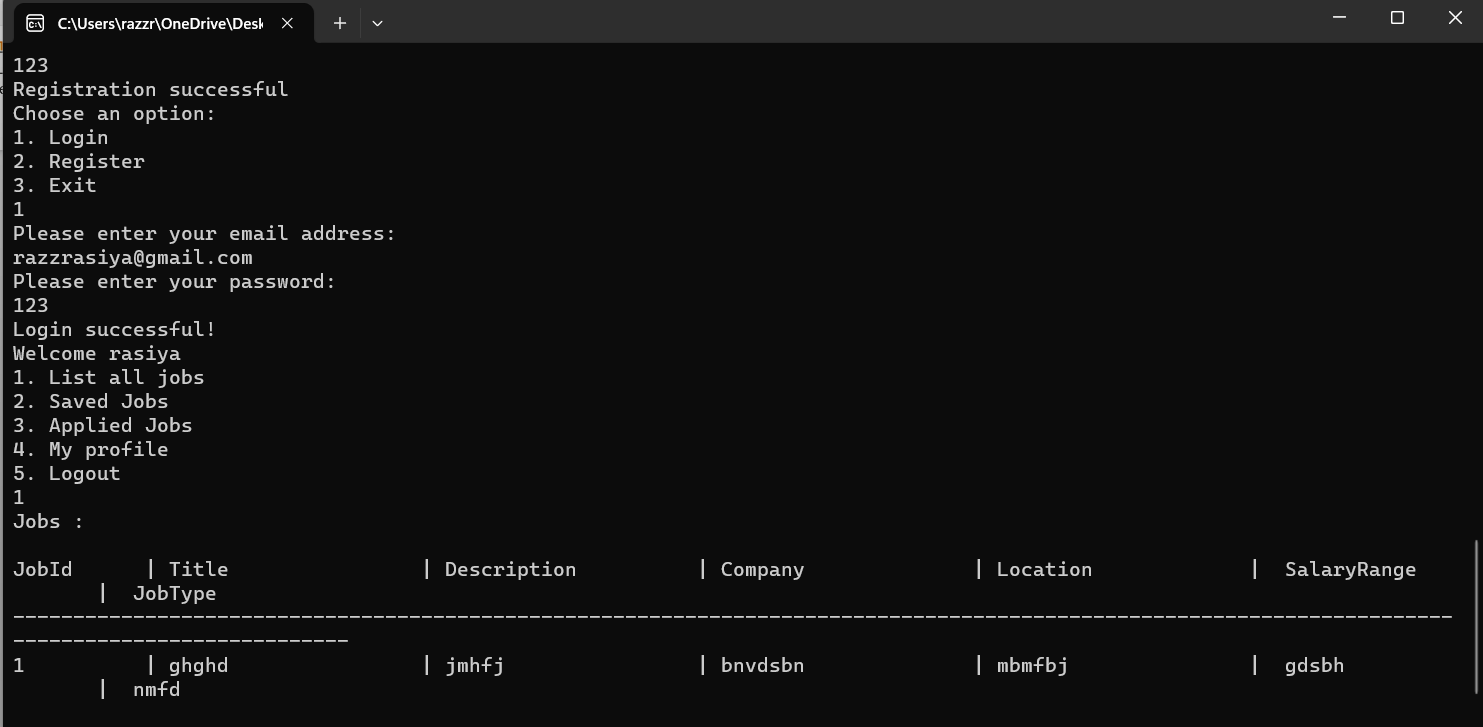 C:\Users\razzr\OneDrive\Desk
123
Registration successful
Choose an option:
1. Login
2. Register
3. Exit
1
Please enter your email address:
razzrasiya@gmail.com
Please enter your password:
123
Login successful!
Welcome rasiya
1. List all jobs
2. Saved Jobs
3. Applied Jobs
4. My profile
5. Logout
1
Jobs :
JobId | Title | Description | Company | Location | SalaryRange
| JobType
------------------------------------------------------------------------------------------------------------------------
----------------------------
1 | ghghd | jmhfj | bnvdsbn | mbmfbj | gdsbh
| nmfd